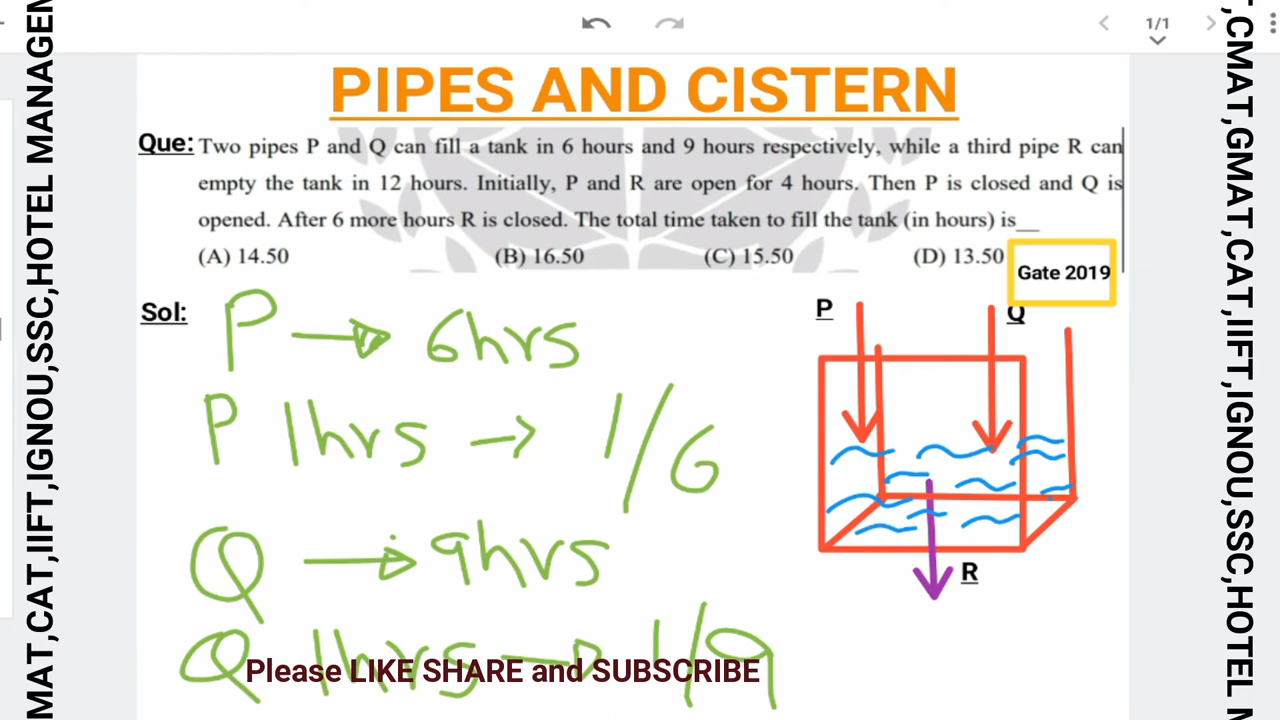 1/1
PIPES AND CISTERN
Que: Two pipes P and Q can fill a tank in 6 hours and 9 hours respectively, while a third pipe R can
empty the tank in 12 hours. Initially, P and R are open for 4 hours. Then P is closed and Q is
opened. After 6 more hours R is closed. The total time taken to fill the tank (in hours) is__
(A) 14.50 (B) 16.50 (C) 15.50 (D) 13.50
Gate 2019
Sol:
P → 6hrs
P 1hrs → 1/6
Q → 9hrs
Q 1hrs → 1/9
P
Q
R
Please LIKE SHARE and SUBSCRIBE
MAT,CAT,IIFT,IGNOU,SSC,HOTEL MANAGEM
,CMAT,GMAT,CAT,IIFT,IGNOU,SSC,HOTEL M